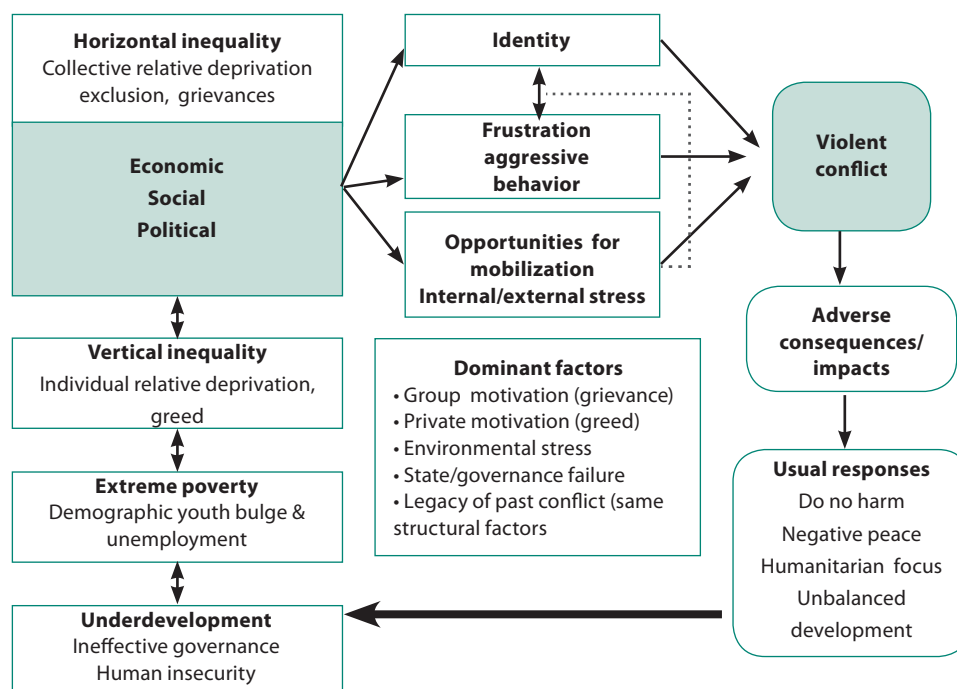 Horizontal inequality
Collective relative deprivation
exclusion, grievances
Economic
Social
Political
Vertical inequality
Individual relative deprivation,
greed
Extreme poverty
Demographic youth bulge &
unemployment
Underdevelopment
Ineffective governance
Human insecurity
Identity
Frustration
aggressive
behavior
Opportunities for
mobilization
Internal/external stress
Dominant factors
• Group motivation (grievance)
• Private motivation (greed)
• Environmental stress
• State/governance failure
• Legacy of past conflict (same
structural factors
Violent
conflict
Adverse
consequences/
impacts
Usual responses
Do no harm
Negative peace
Humanitarian focus
Unbalanced
development